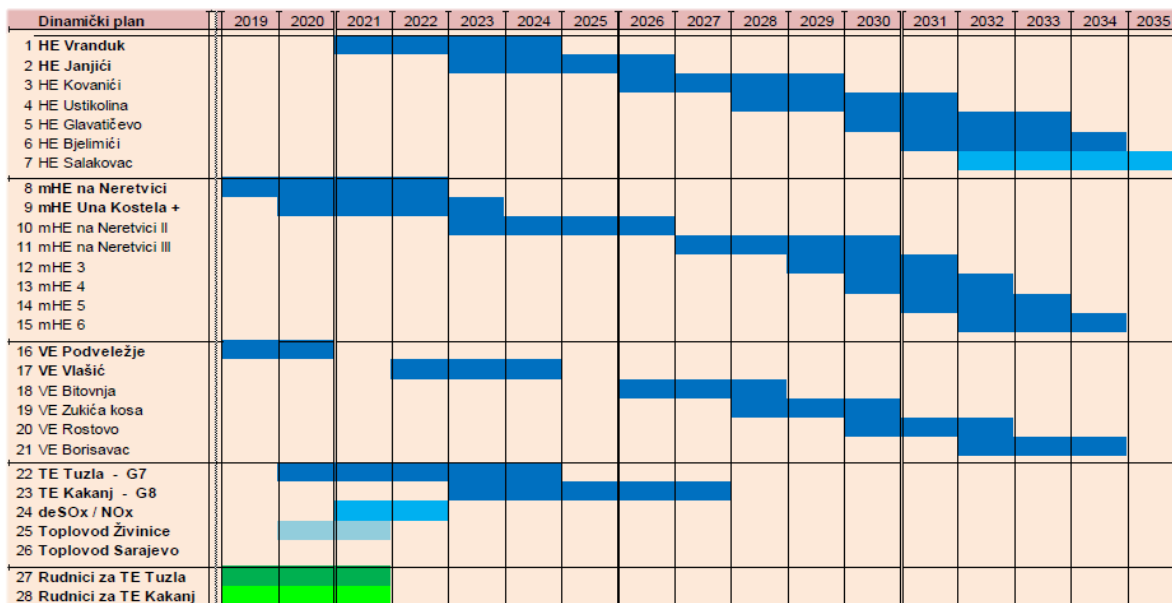 Dinamički plan 2019 2020 2021 2022 2023 2024 2025 2026 2027 2028 2029 2030 2031 2032 2033 2034 2035
1 HE Vranduk
2 HE Janjići
3 HE Kovanići
4 HE Ustikolina
5 HE Glavatičevo
6 HE Bjelimići
7 HE Salakovac
8 mHE na Neretvici
9 mHE Una Kostela +
10 mHE na Neretvici II
11 mHE na Neretvici III
12 mHE 3
13 mHE 4
14 mHE 5
15 mHE 6
16 VE Podveležje
17 VE Vlašić
18 VE Bitovnja
19 VE Zukića kosa
20 VE Rostovo
21 VE Borisavac
22 TE Tuzla - G7
23 TE Kakanj - G8
24 deSOx / NOx
25 Toplovod Živinice
26 Toplovod Sarajevo
27 Rudnici za TE Tuzla
28 Rudnici za TE Kakanj